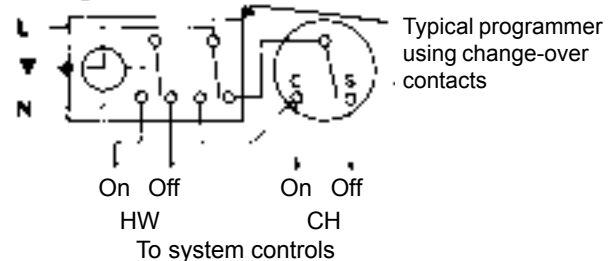 L
N
Typical programmer
using change-over
contacts
C S
On Off On Off
HW CH
To system controls